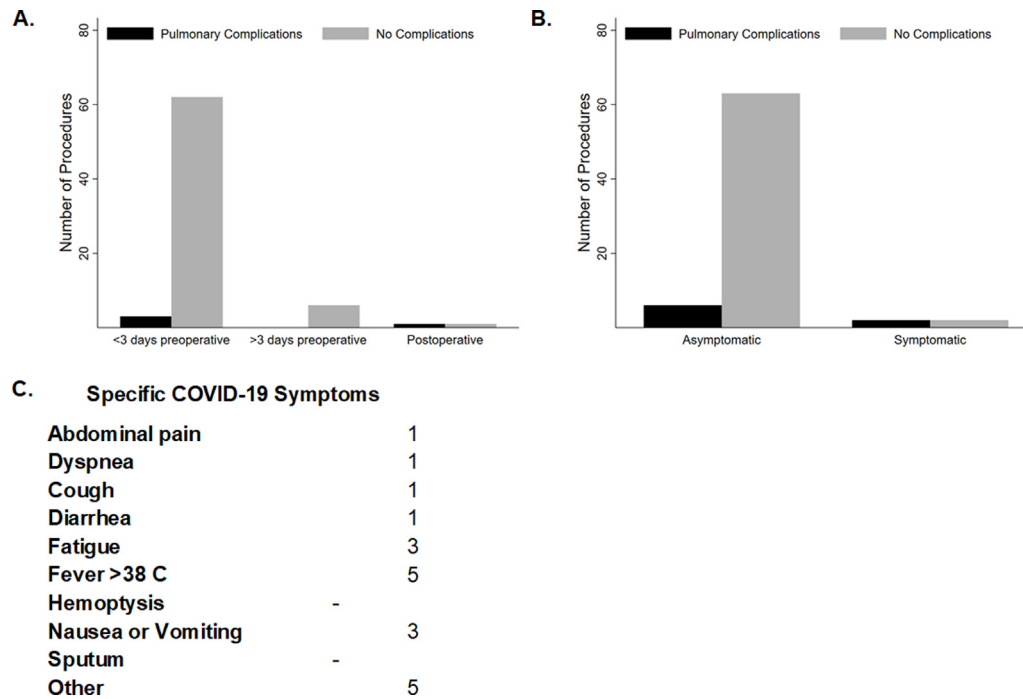 A.
Pulmonary Complications No Complications
Number of Procedures
80
60
40
20
<3 days preoperative >3 days preoperative Postoperative
B.
Pulmonary Complications No Complications
Number of Procedures
80
60
40
20
Asymptomatic Symptomatic
C. Specific COVID-19 Symptoms
Abdominal pain 1
Dyspnea 1
Cough 1
Diarrhea 1
Fatigue 3
Fever >38 C 5
Hemoptysis -
Nausea or Vomiting 3
Sputum -
Other 5